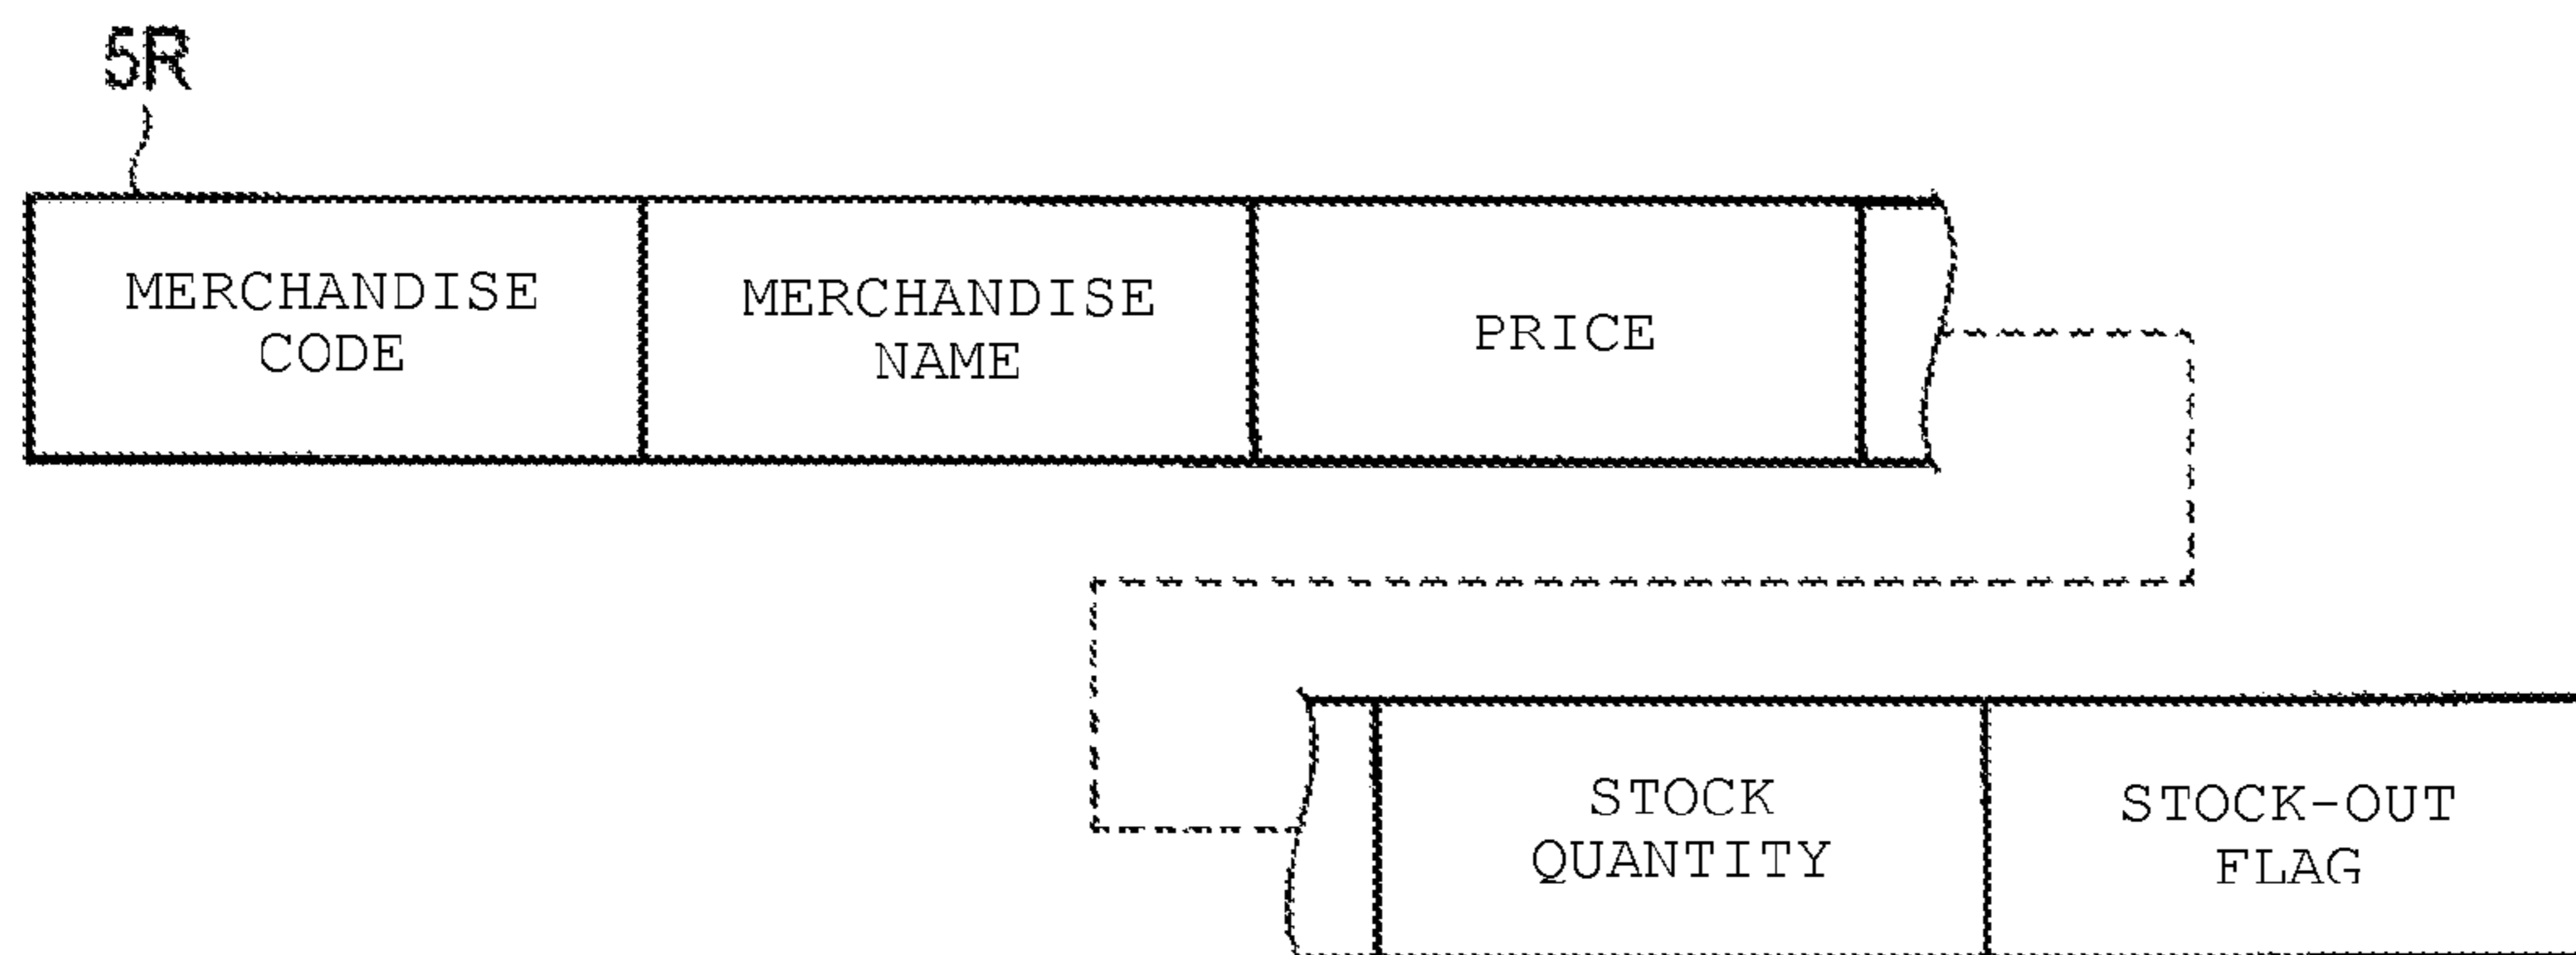 5R
MERCHANDISE
CODE
MERCHANDISE
NAME
PRICE
STOCK
QUANTITY
STOCK-OUT
FLAG